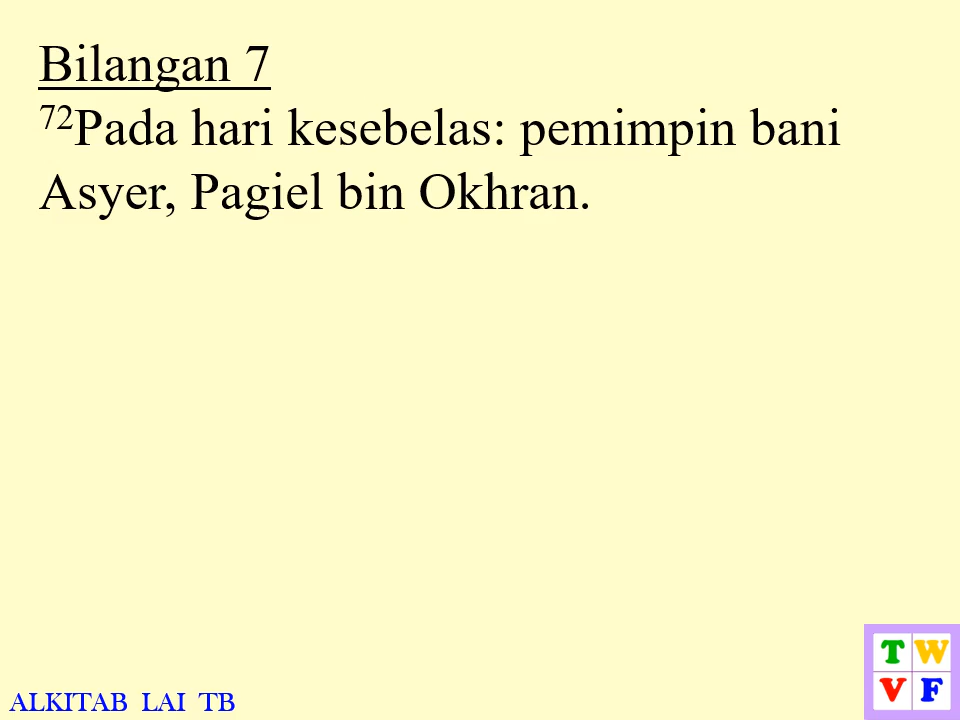 Bilangan 7
72Pada hari kesebelas: pemimpin bani
Asyer, Pagiel bin Okhran.
T W
V F
ALKITAB LAI TB